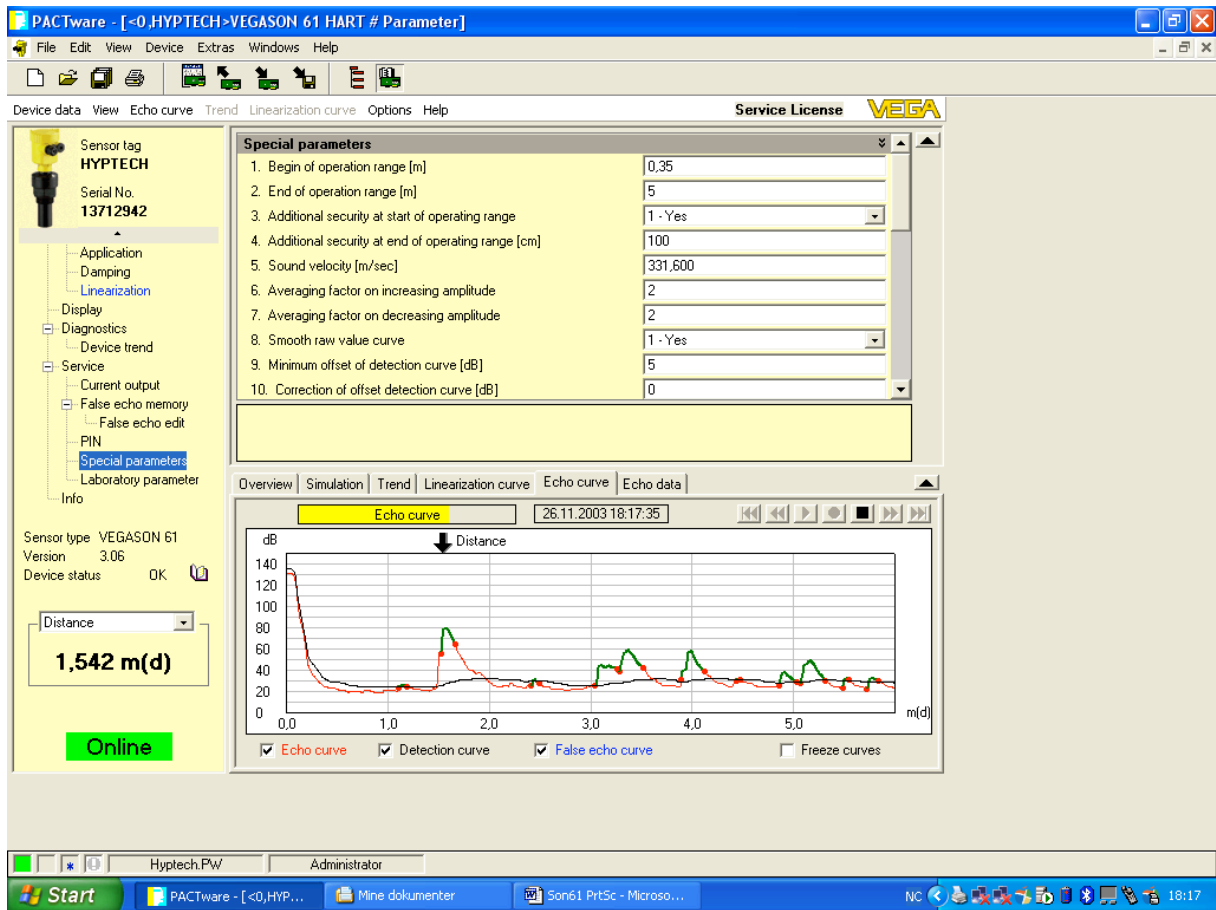 PACTware - [<0,HYPTECH>VEGASON 61 HART # Parameter]
File Edit View Device Extras Windows Help
Device data View Echo curve Trend Linearization curve Options Help
Service License VEGA
Sensor tag
HYPTECH
Serial No.
13712942
Application
Damping
Linearization
Display
Diagnostics
Device trend
Service
Current output
False echo memory
False echo edit
PIN
Special parameters
Laboratory parameter
Info
Sensor type VEGASON 61
Version 3.06
Device status OK
Distance
1,542 m(d)
Online
Special parameters
1. Begin of operation range [m] 0,35
2. End of operation range [m] 5
3. Additional security at start of operating range 1 - Yes
4. Additional security at end of operating range [cm] 100
5. Sound velocity [m/sec] 331,600
6. Averaging factor on increasing amplitude 2
7. Averaging factor on decreasing amplitude 2
8. Smooth raw value curve 1 - Yes
9. Minimum offset of detection curve [dB] 5
10. Correction of offset detection curve [dB] 0
Overview Simulation Trend Linearization curve Echo curve Echo data
Echo curve 26.11.2003 18:17:35
dB Distance
140
120
100
80
60
40
20
0
0,0 1,0 2,0 3,0 4,0 5,0 m(d)
Echo curve Detection curve False echo curve Freeze curves
Hyptech.PW Administrator
Start PACTware - [<0,HYP... Mine dokumenter Son61 PrtSc - Microso... NC 18:17